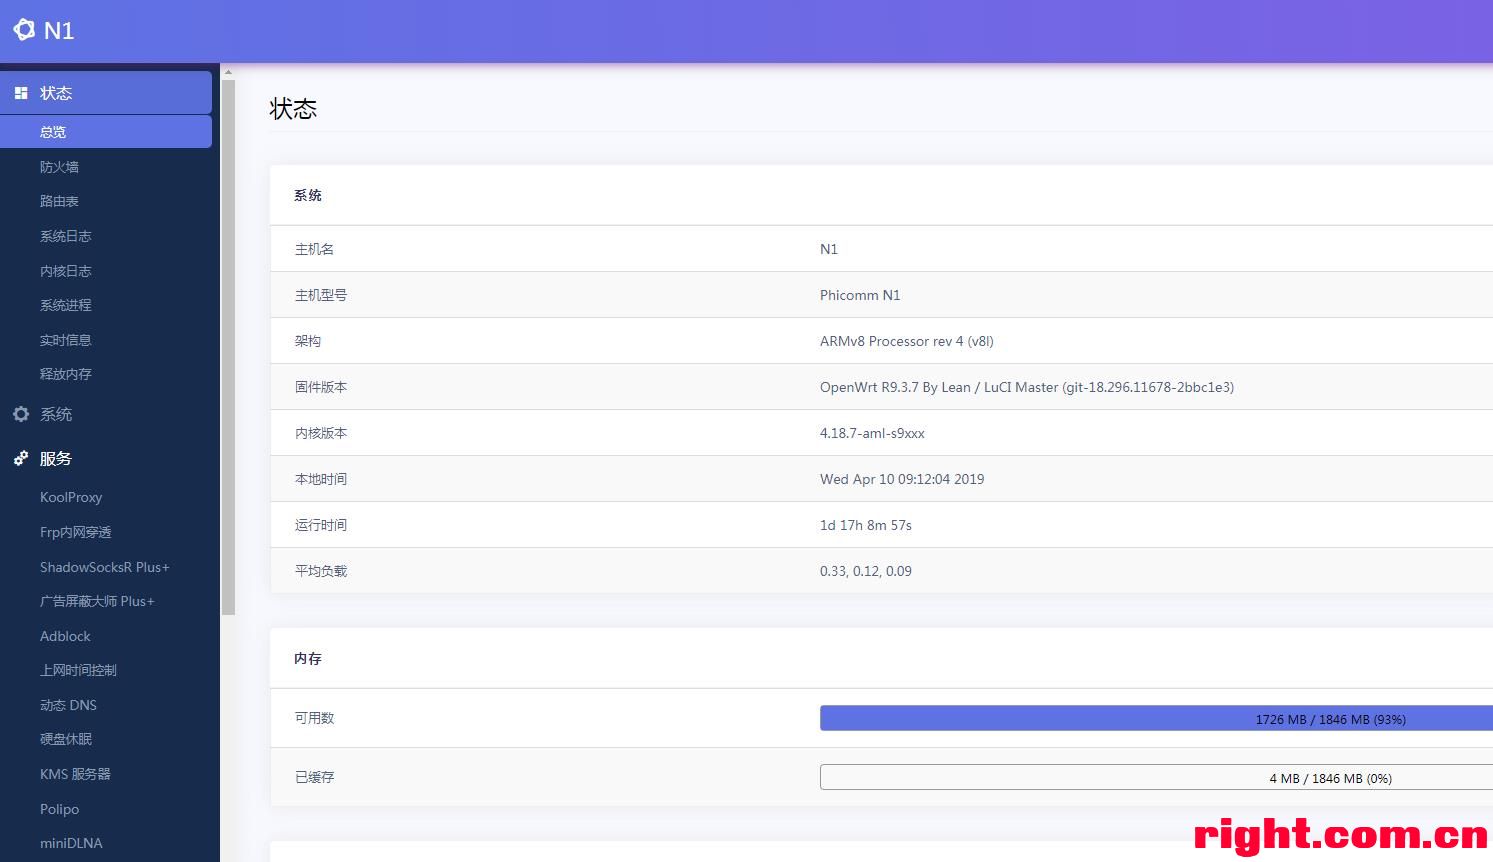 N1
状态
总览
防火墙
路由表
系统日志
内核日志
系统进程
实时信息
释放内存
系统
服务
KoolProxy
Frp内网穿透
ShadowSocksR Plus+
广告屏蔽大师 Plus+
Adblock
上网时间控制
动态 DNS
硬盘休眠
KMS 服务器
Polipo
miniDLNA
状态
系统
主机名 N1
主机型号 Phicomm N1
架构 ARMv8 Processor rev 4 (v8l)
固件版本 OpenWrt R9.3.7 By Lean / LuCI Master (git-18.296.11678-2bbc1e3)
内核版本 4.18.7-aml-s9xxx
本地时间 Wed Apr 10 09:12:04 2019
运行时间 1d 17h 8m 57s
平均负载 0.33, 0.12, 0.09
内存
可用数 1726 MB / 1846 MB (93%)
已缓存 4 MB / 1846 MB (0%)
right.com.cn